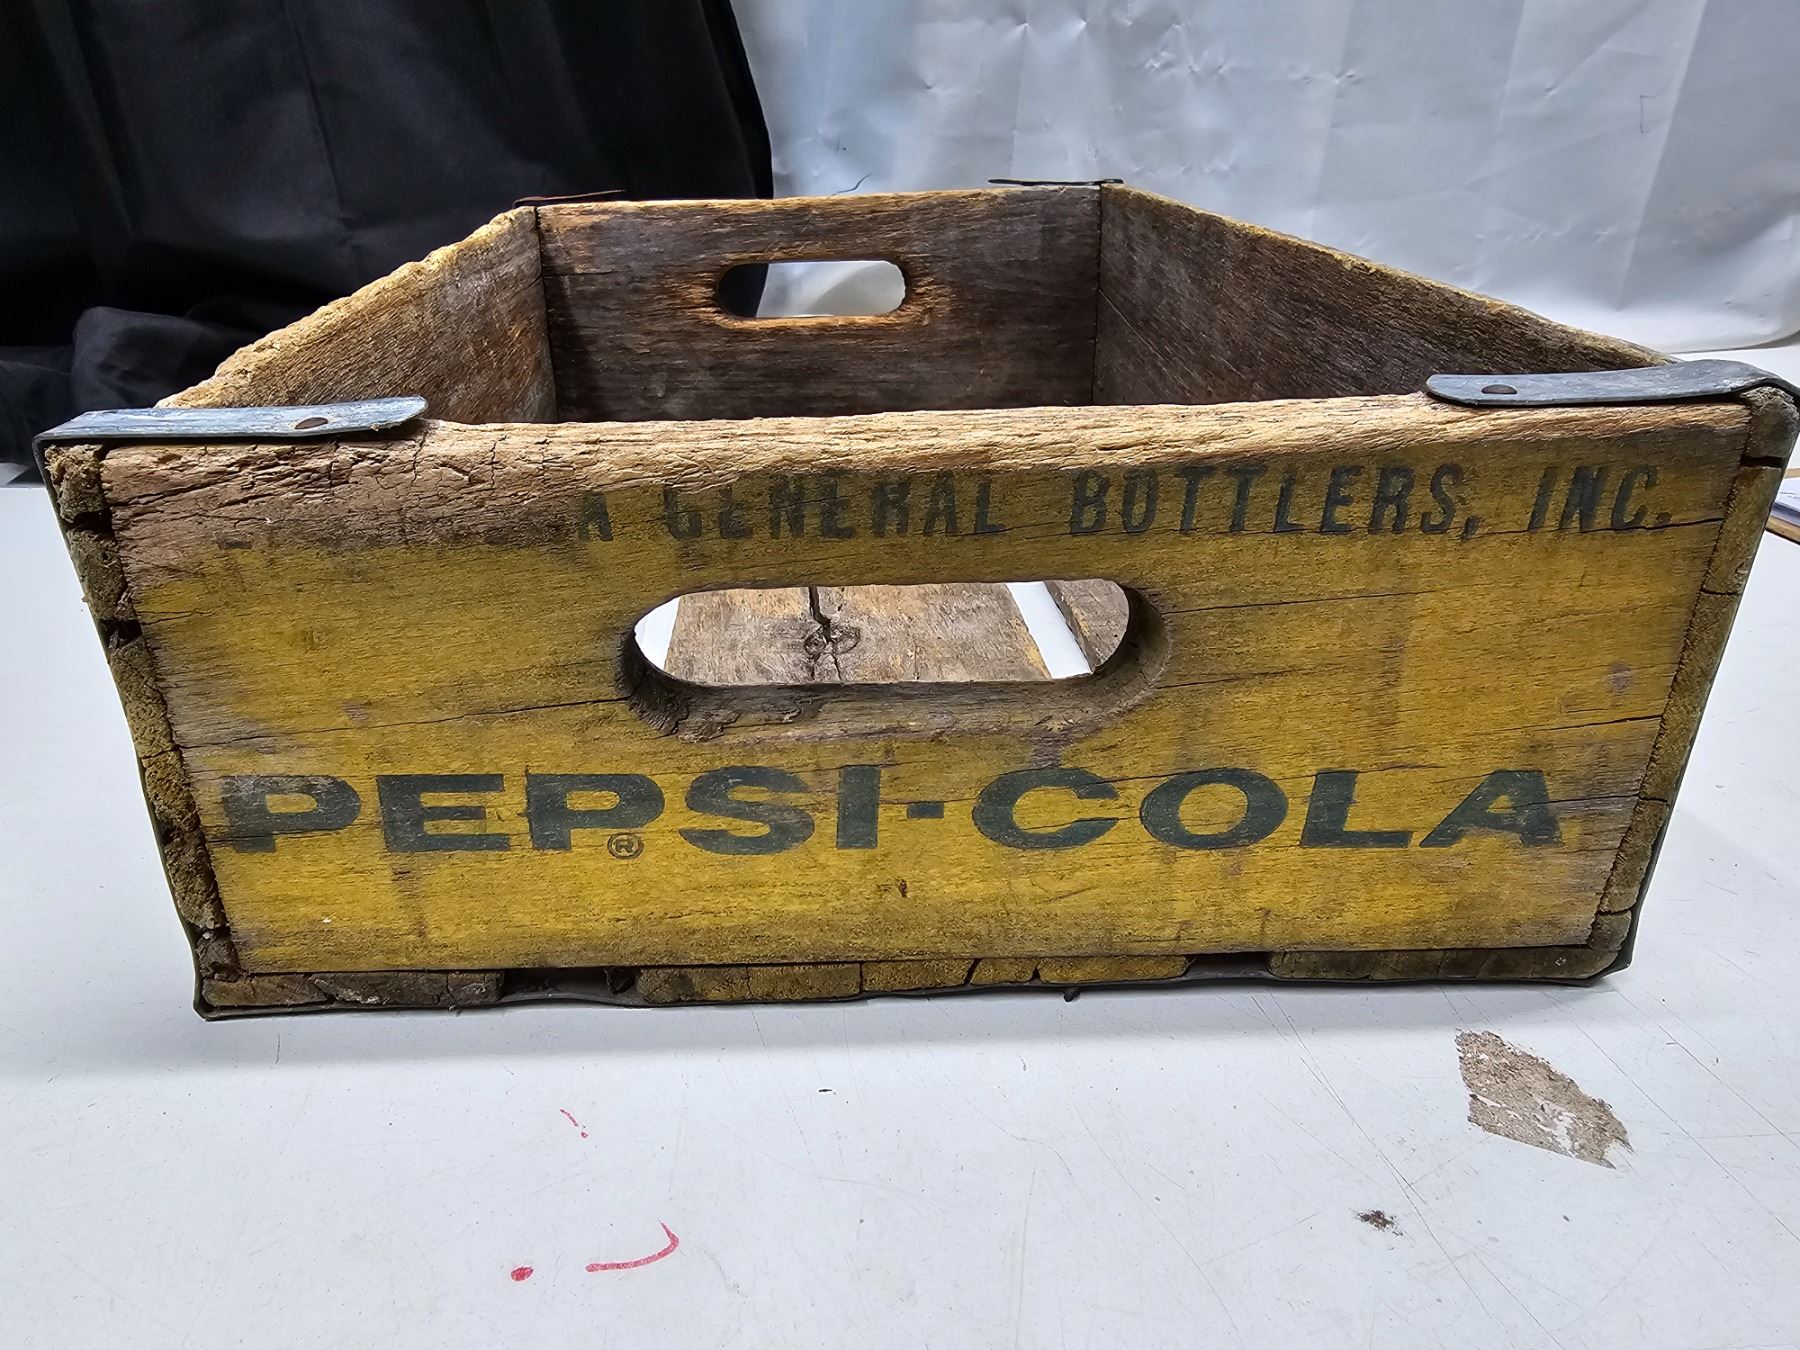 GENERAL BOTTLERS, INC.
PEPSI-COLA
®